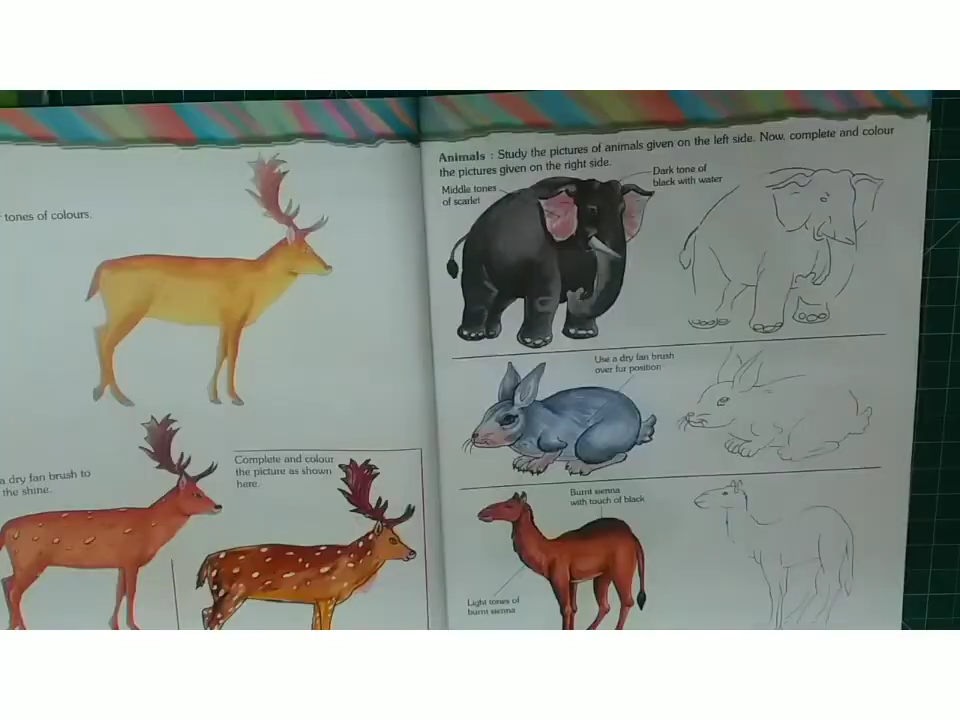 tones of colours.
a dry fan brush to
the shine.
Complete and colour
the picture as shown
here.
Animals : Study the pictures of animals given on the left side. Now, complete and colour
the pictures given on the right side.
Middle tones
of scarlet
Dark tone of
black with water
Use a dry fan brush
over fur position
Burnt sienna
with touch of black
Light tones of
burnt sienna